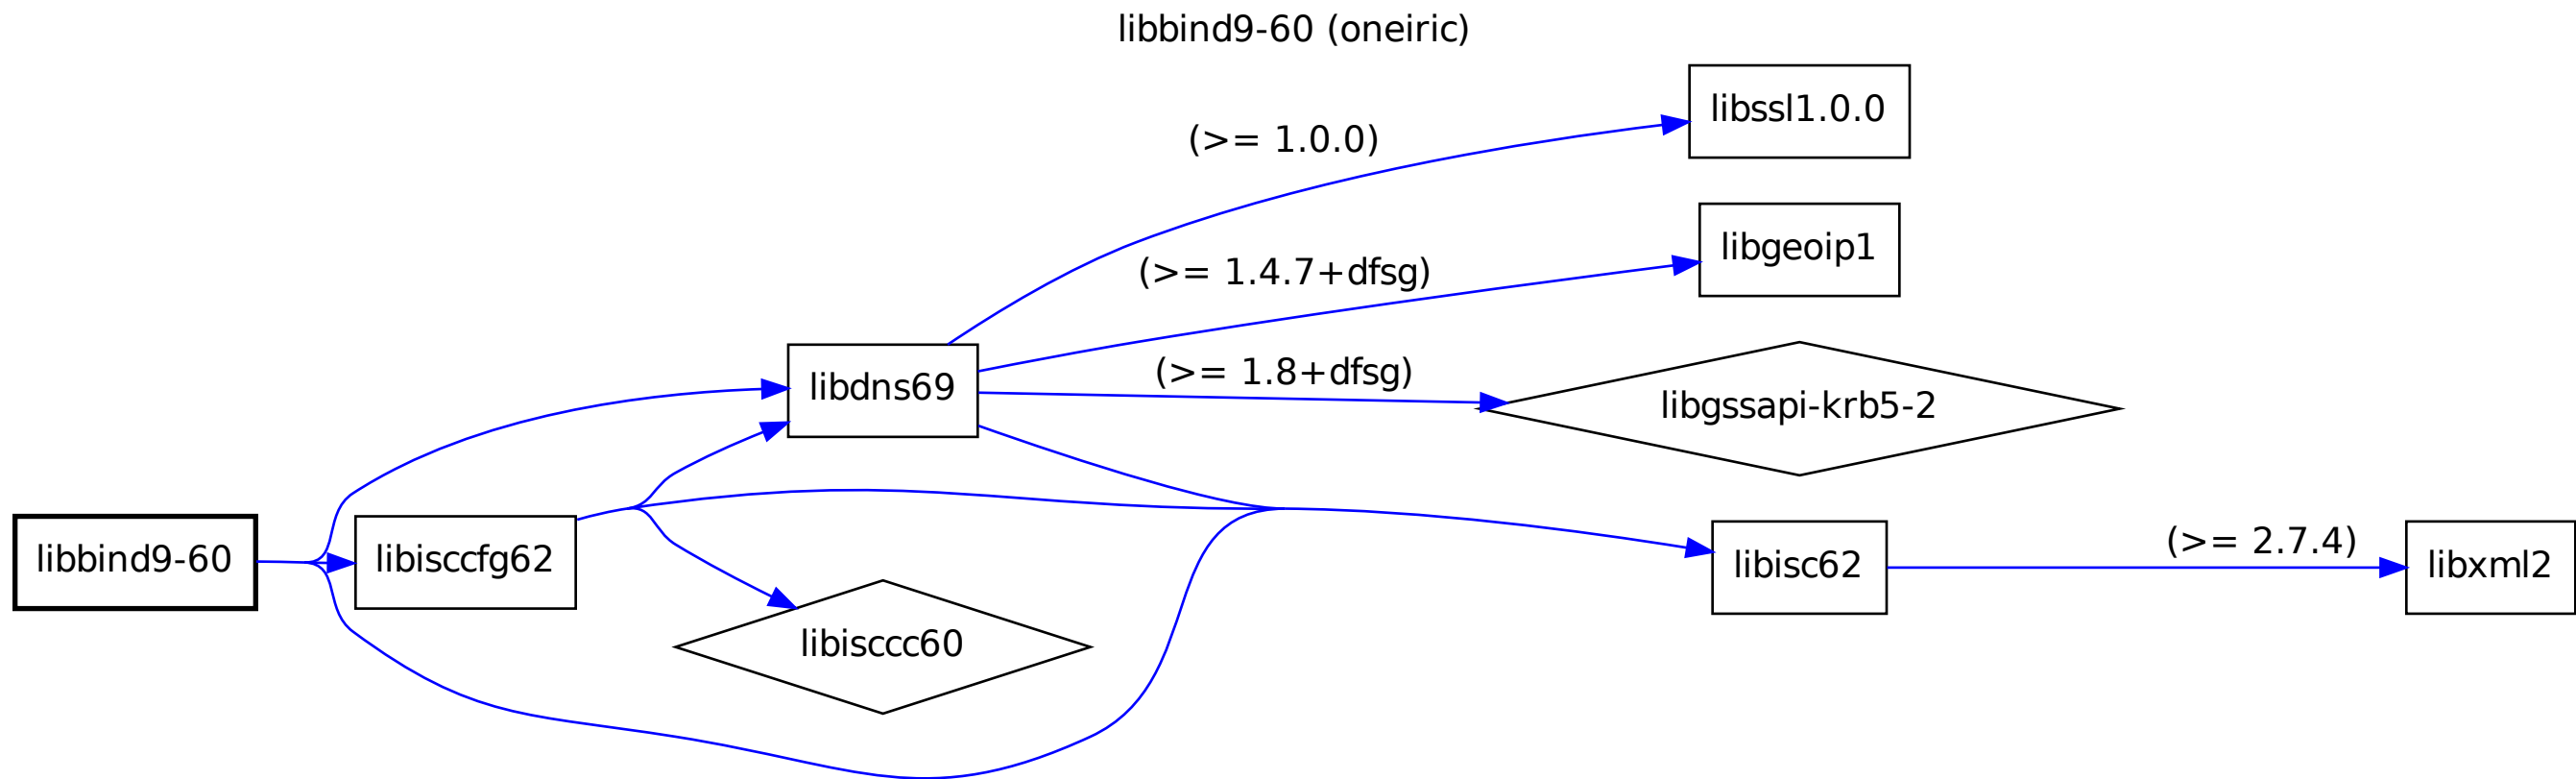 libbind9-60 (oneiric)
libssl1.0.0
(>= 1.0.0)
libgeoip1
(>= 1.4.7+dfsg)
(>= 1.8+dfsg)
libdns69
libgssapi-krb5-2
(>= 2.7.4)
libbind9-60
libisccfg62
libisc62
libxml2
libisccc60